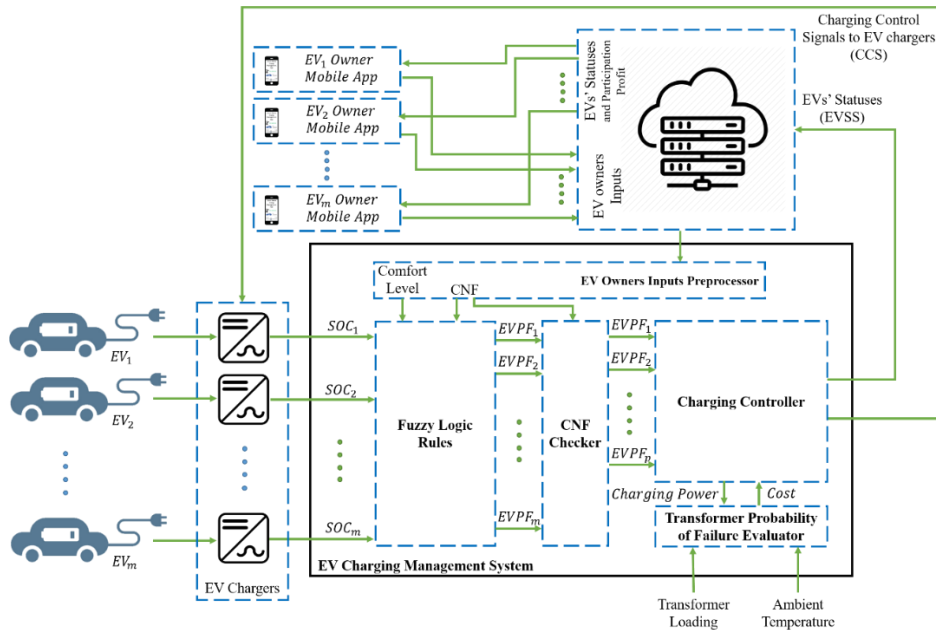 Charging Control
Signals to EV chargers
(CCS)
EV₁ Owner
Mobile App
EV₂ Owner
Mobile App
EVₘ Owner
Mobile App
EVs' Statuses
and Participation
Profit
EV owners
Inputs
EVs' Statuses
(EVSS)
EV Owners Inputs Preprocessor
Comfort
Level
CNF
EV₁
EV₂
EVₘ
EV Chargers
SOC₁
SOC₂
SOCₘ
Fuzzy Logic
Rules
EVPF₁
EVPF₂
EVPFₘ
CNF
Checker
EVPF₁
EVPF₂
EVPFₙ
Charging Controller
Charging Power
Cost
Transformer Probability
of Failure Evaluator
EV Charging Management System
Transformer
Loading
Ambient
Temperature